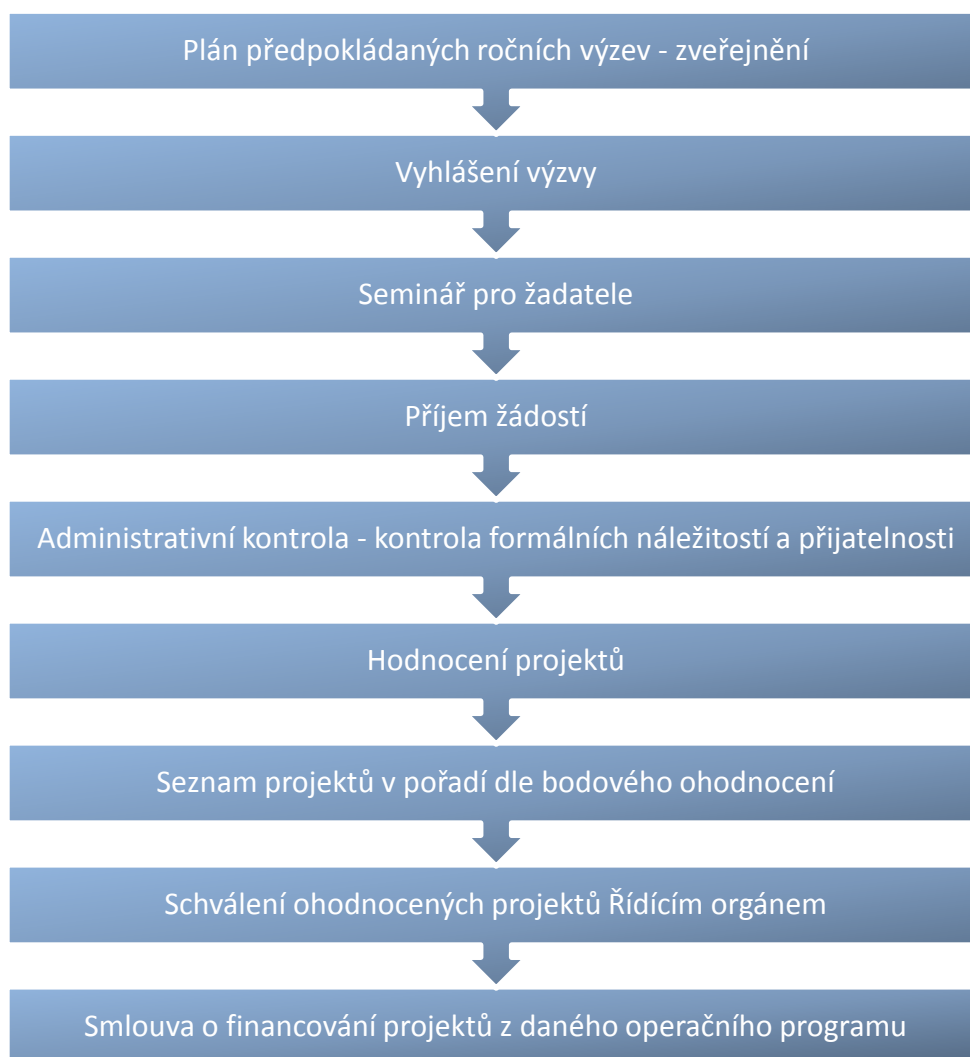 Plán předpokládaných ročních výzev - zveřejnění
Vyhlášení výzvy
Seminář pro žadatele
Příjem žádostí
Administrativní kontrola - kontrola formálních náležitostí a přijatelnosti
Hodnocení projektů
Seznam projektů v pořadí dle bodového ohodnocení
Schválení ohodnocených projektů Řídícím orgánem
Smlouva o financování projektů z daného operačního programu